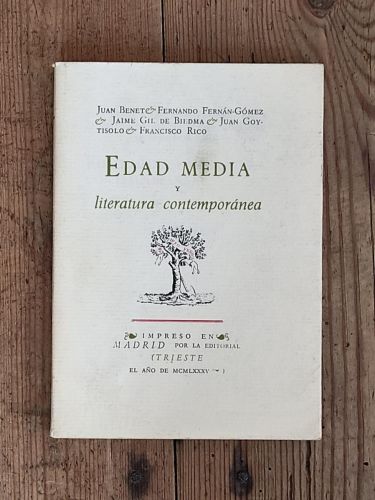 JUAN BENET & FERNANDO FERNÁN-GÓMEZ
& JAIME GIL DE BIEDMA & JUAN GOY-
TISOLO & FRANCISCO RICO
EDAD MEDIA
Y
literatura contemporánea
IMPRESO EN
MADRID POR LA EDITORIAL
(TRIESTE
EL AÑO DE MCMLXXXV)